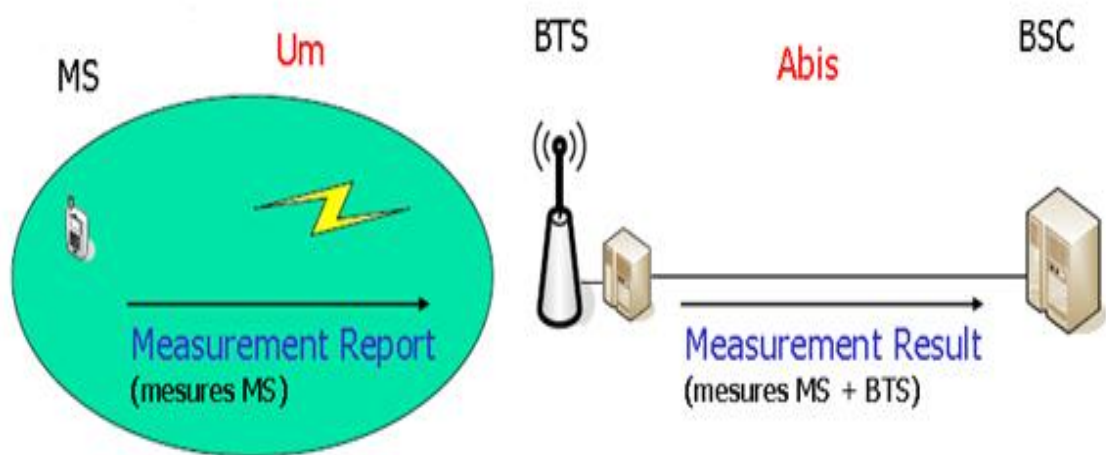 MS
Um
BTS
Abis
BSC
Measurement Report
(mesures MS)
Measurement Result
(mesures MS + BTS)